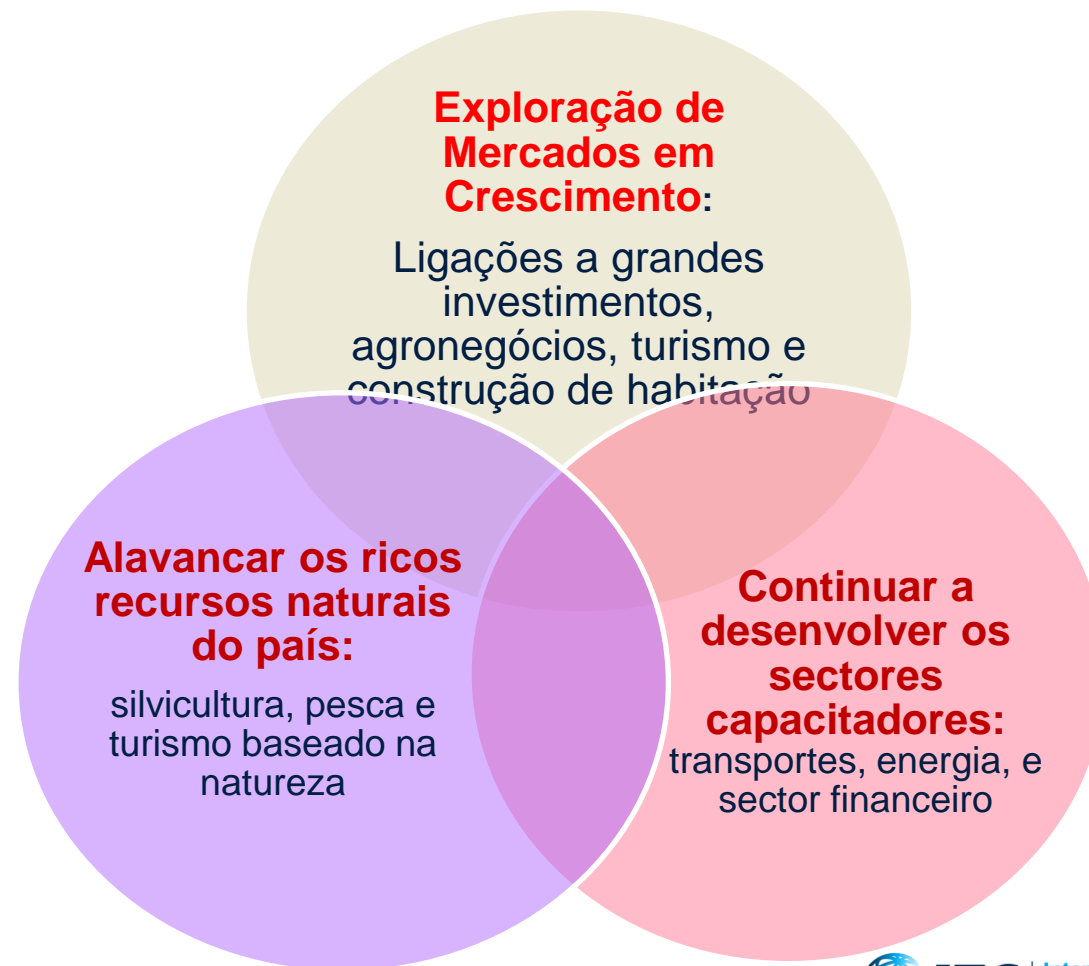 Exploração de
Mercados em
Crescimento:
Ligações a grandes
investimentos,
agronegócios, turismo e
construção de habitação
Alavancar os ricos
recursos naturais
do país:
silvicultura, pesca e
turismo baseado na
natureza
Continuar a
desenvolver os
sectores
capacitadores:
transportes, energia, e
sector financeiro